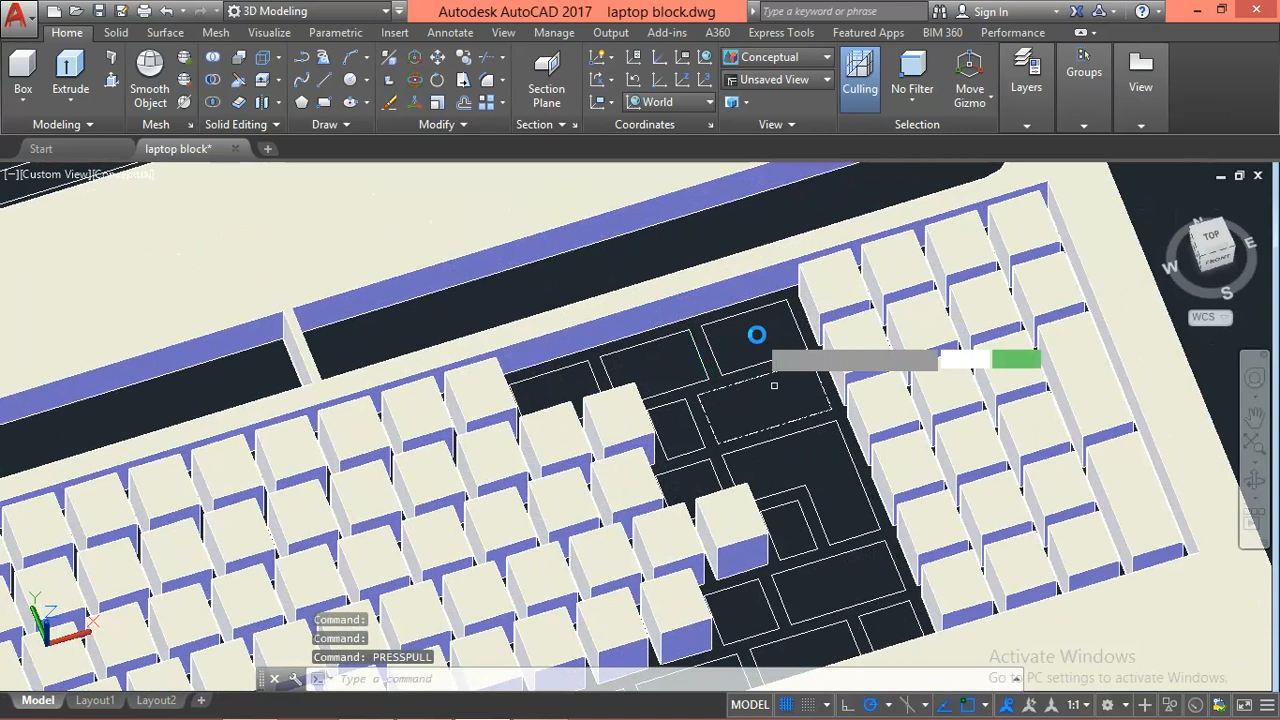 Autodesk AutoCAD 2017 laptop block.dwg
3D Modeling
Type a keyword or phrase
Sign In
Home Solid Surface Mesh Visualize Parametric Insert Annotate View Manage Output Add-ins A360 Express Tools Featured Apps BIM 360 Performance
Box
Extrude
Smooth Object
Section Plane
World
Conceptual
Unsaved View
Culling
No Filter
Move Gizmo
Layers
Groups
View
Modeling Mesh Solid Editing Draw Modify Section Coordinates View Selection
Start laptop block*
[−][Custom View][Conceptual]
N
TOP
FRONT
E
W
S
WCS
Y
Z
X
Command:
Command:
Command: PRESSPULL
Type a command
Activate Windows
Go to PC settings to activate Windows.
Model Layout1 Layout2 +
MODEL
1:1